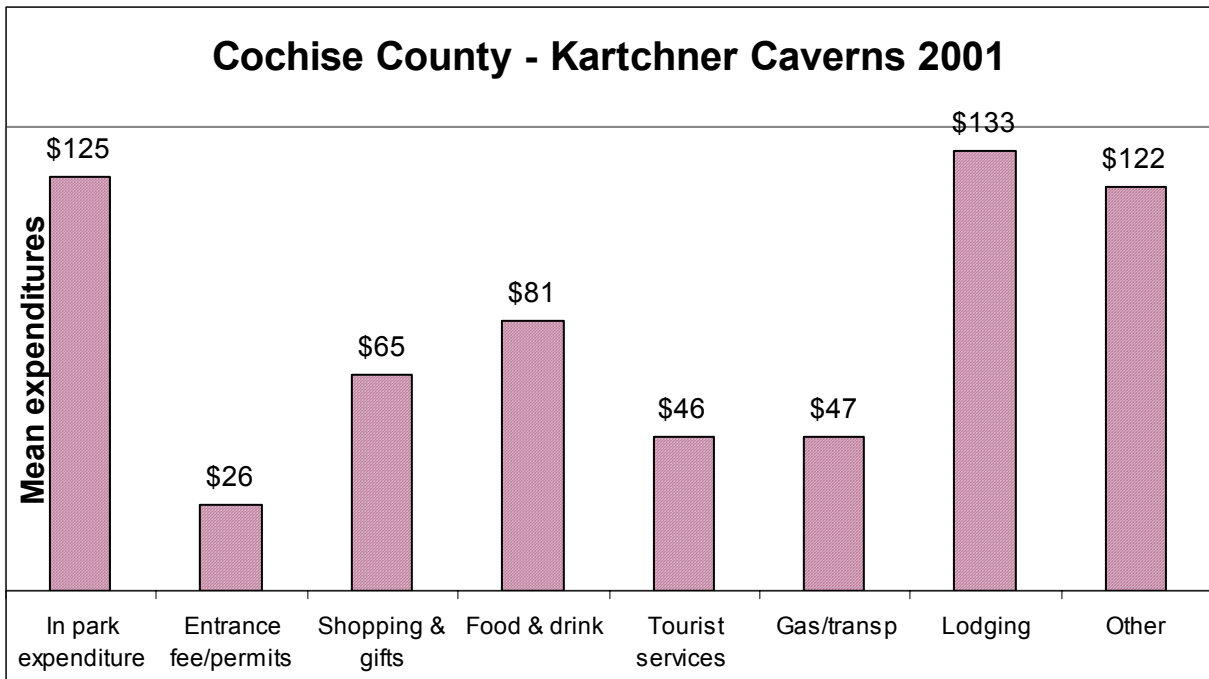 Cochise County - Kartchner Caverns 2001
Mean expenditures
$125
$26
$65
$81
$46
$47
$133
$122
In park
expenditure
Entrance
fee/permits
Shopping &
gifts
Food & drink
Tourist
services
Gas/transp
Lodging
Other